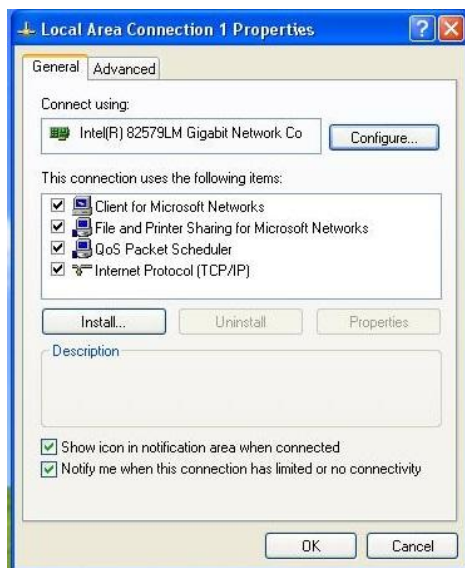 Local Area Connection 1 Properties
General Advanced
Connect using:
Intel(R) 82579LM Gigabit Network Co
Configure...
This connection uses the following items:
Client for Microsoft Networks
File and Printer Sharing for Microsoft Networks
QoS Packet Scheduler
Internet Protocol (TCP/IP)
Install... Uninstall Properties
Description
Show icon in notification area when connected
Notify me when this connection has limited or no connectivity
OK Cancel